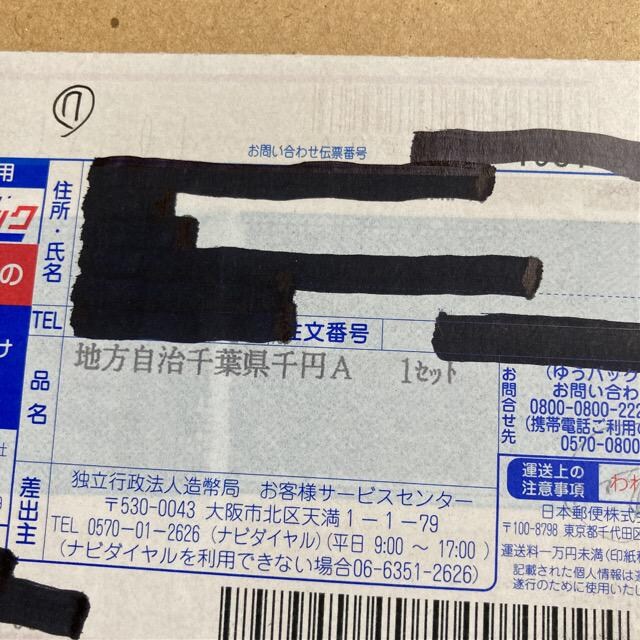 ⑦
お問い合わせ伝票番号
用
ック
の
け
住所・氏名
TEL
注文番号
地方自治千葉県千円A 1セット
品名
お問合せ先
(ゆうパック
お問い合わ
0800-0800-222
(携帯電話ご利用の
0570-0800
差出主
独立行政法人造幣局 お客様サービスセンター
〒530-0043 大阪市北区天満1-1-79
TEL 0570-01-2626 (ナビダイヤル) (平日 9:00 ~ 17:00 )
(ナビダイヤルを利用できない場合06-6351-2626)
運送上の
注意事項
われ
日本郵便株式
〒100-8798 東京都千代田区
運送料一万円未満(印紙税
記載された個人情報は
遂行のために使用いた